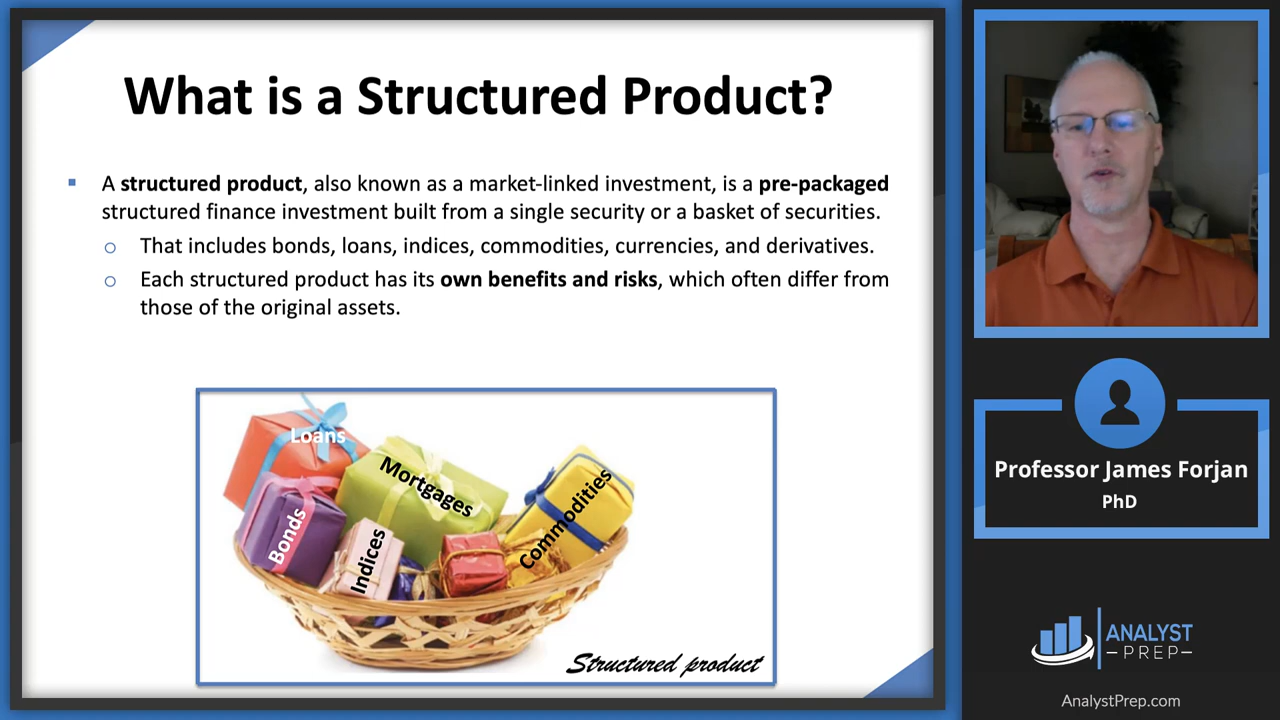 What is a Structured Product?
A structured product, also known as a market-linked investment, is a pre-packaged
structured finance investment built from a single security or a basket of securities.
That includes bonds, loans, indices, commodities, currencies, and derivatives.
Each structured product has its own benefits and risks, which often differ from
those of the original assets.
Loans
Mortgages
Commodities
Bonds
Indices
Structured product
Professor James Forjan
PhD
ANALYST
PREP
AnalystPrep.com